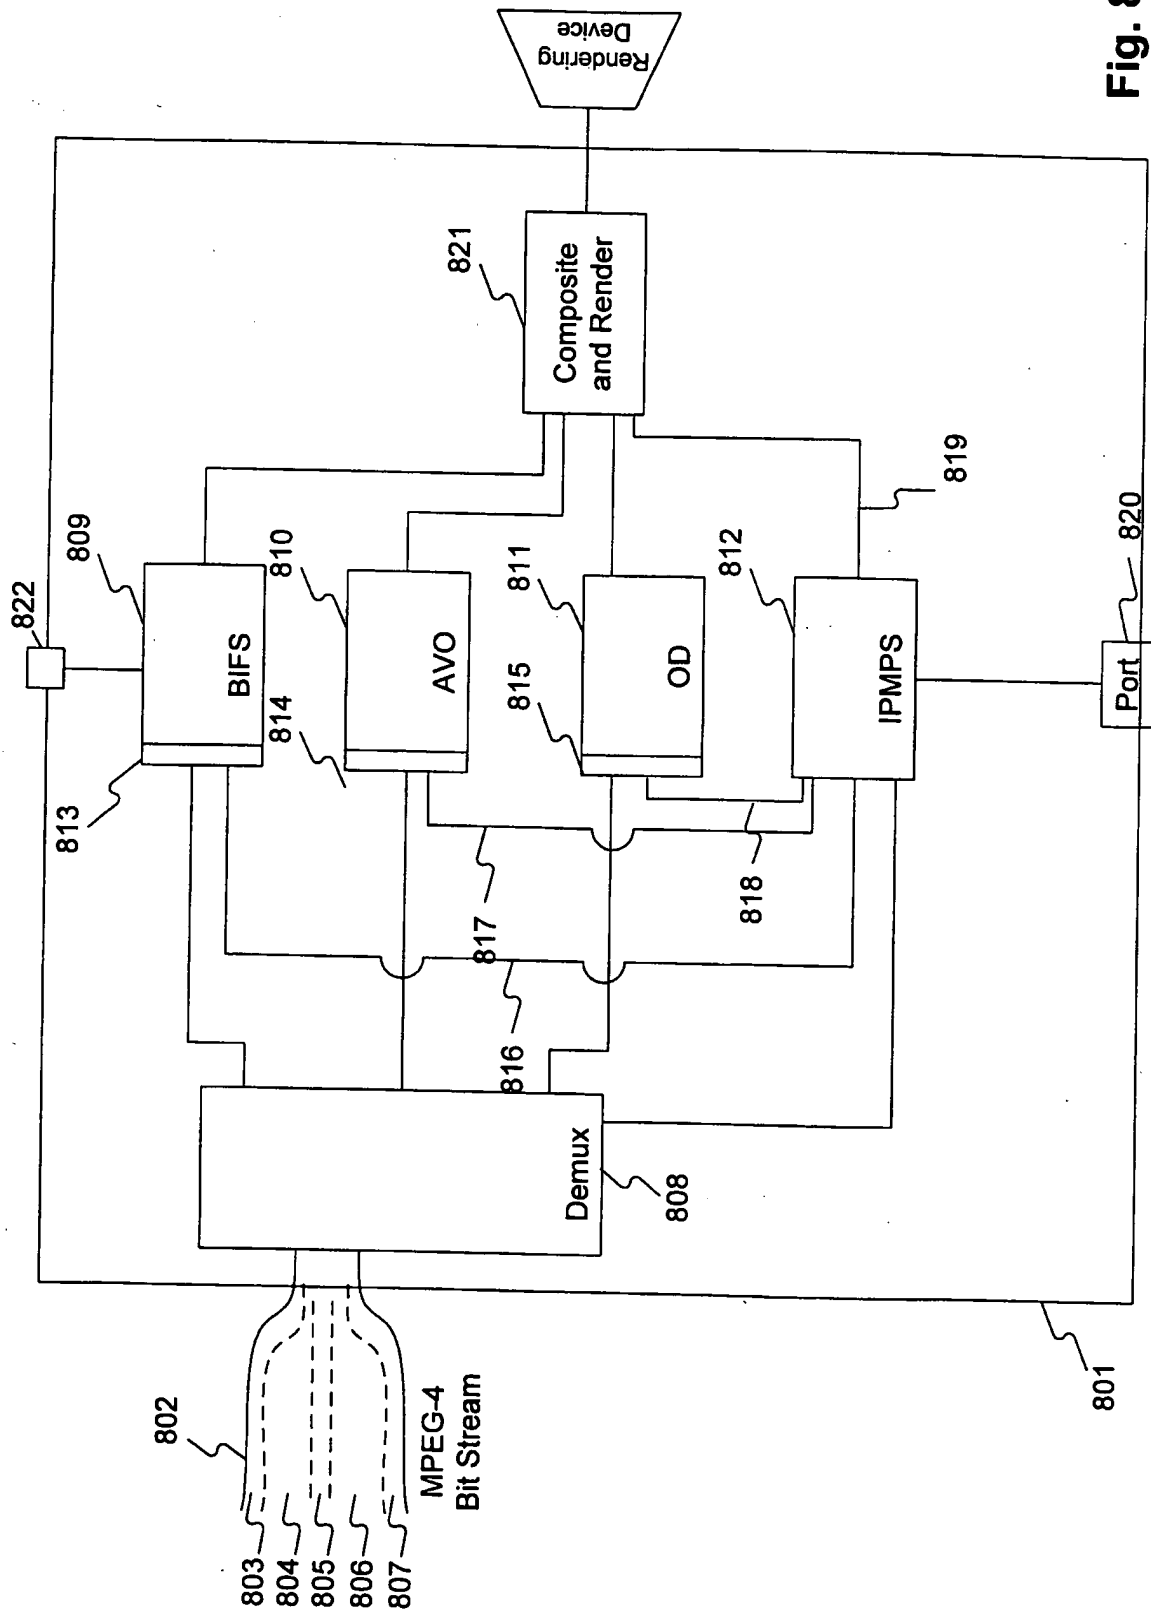 Fig. 8
Rendering
Device
821
Composite
and Render
819
820
Port
822
809
BIFS
813
810
AVO
814
811
OD
815
812
IPMPS
817
818
816
Demux
808
802
803
804
805
806
807
MPEG-4
Bit Stream
801